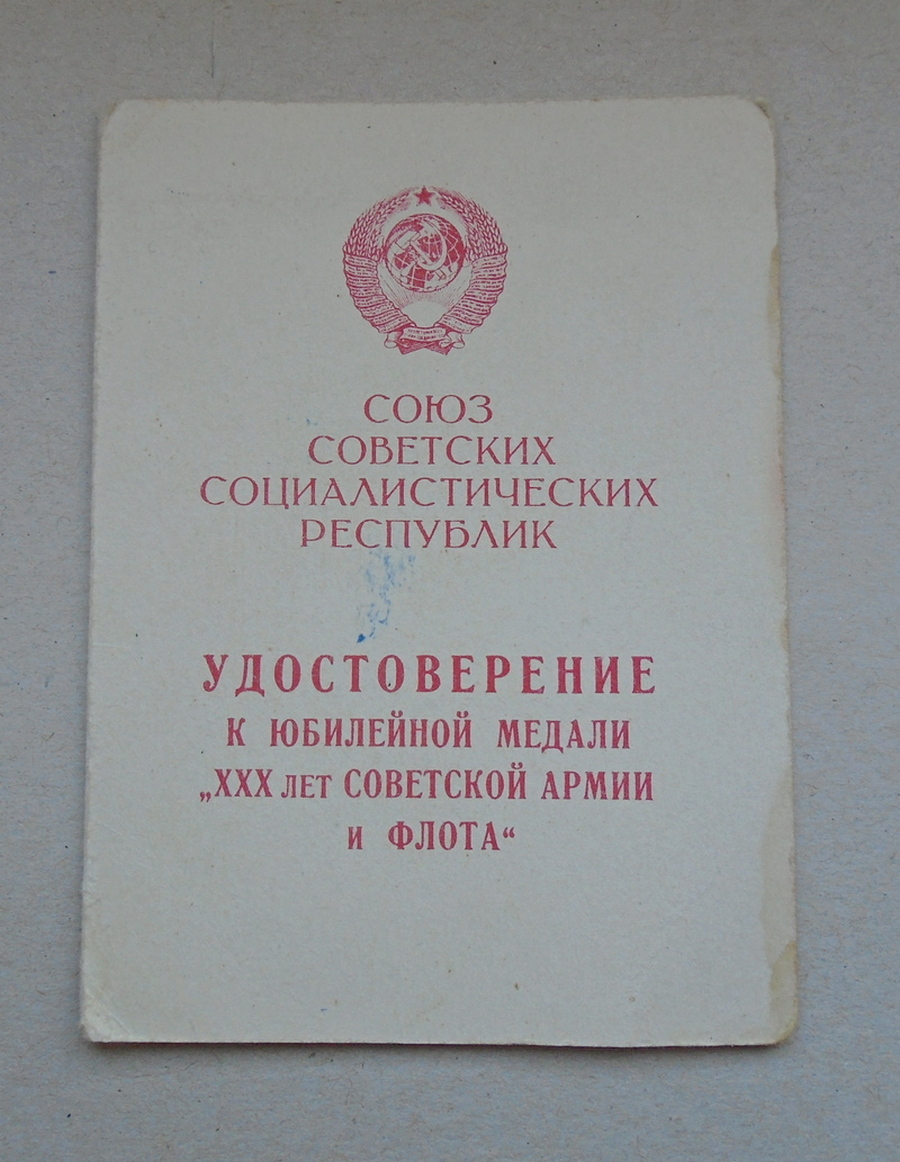 СОЮЗ
СОВЕТСКИХ
СОЦИАЛИСТИЧЕСКИХ
РЕСПУБЛИК
УДОСТОВЕРЕНИЕ
К ЮБИЛЕЙНОЙ МЕДАЛИ
„XXX ЛЕТ СОВЕТСКОЙ АРМИИ
И ФЛОТА“